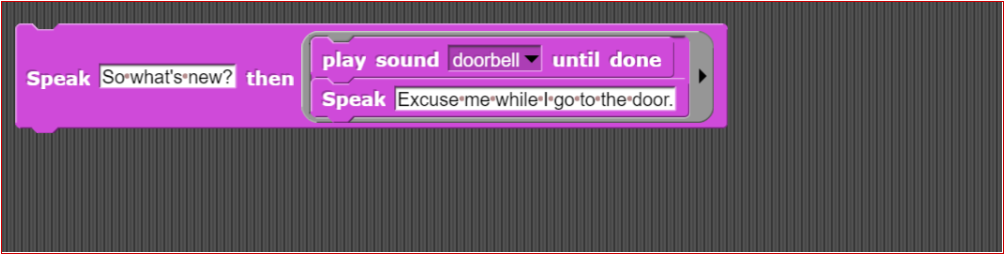 Speak So what's new? then
play sound doorbell until done
Speak Excuse me while I go to the door.